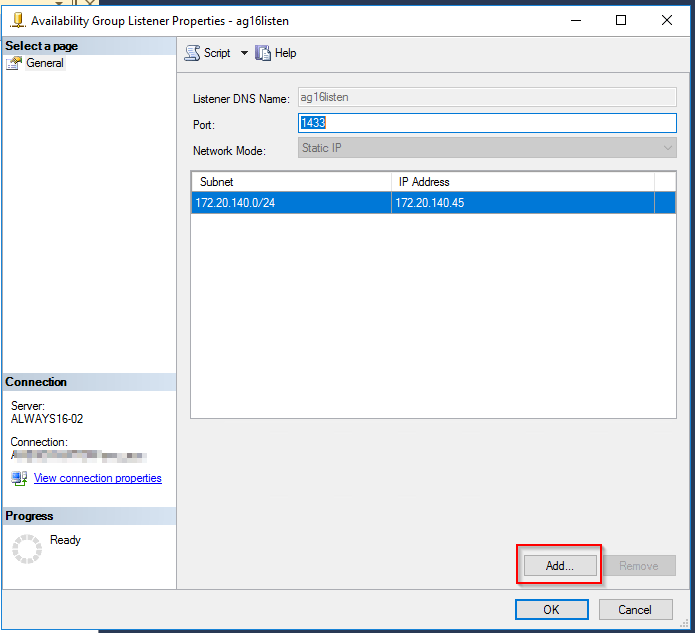 Availability Group Listener Properties - ag16listen
Select a page
General
Script
Help
Listener DNS Name: ag16listen
Port: 1433
Network Mode: Static IP
Subnet IP Address
172.20.140.0/24 172.20.140.45
Connection
Server:
ALWAYS16-02
Connection:
View connection properties
Progress
Ready
Add... Remove
OK Cancel